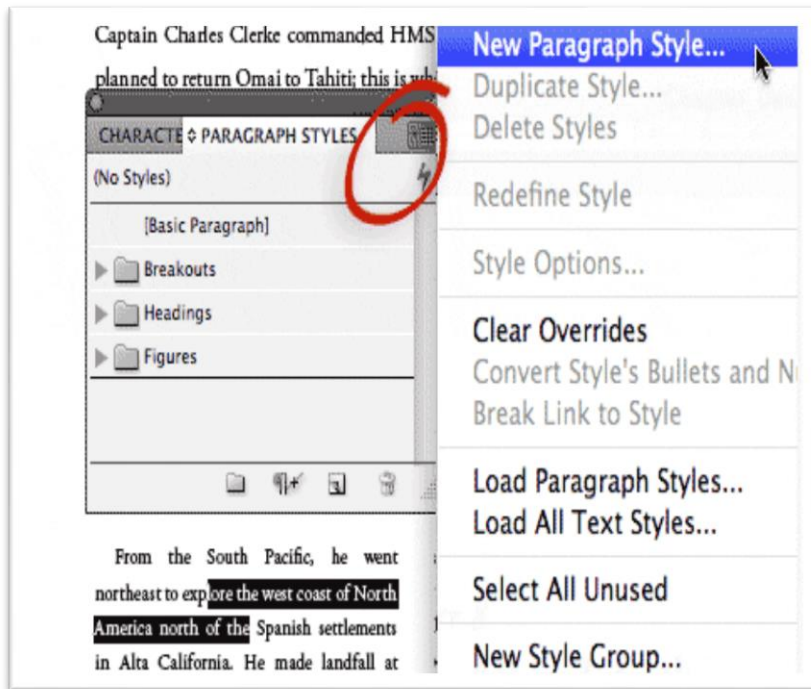 Captain Charles Clerke commanded HMS
planned to return Omai to Tahiti; this is
CHARACTE PARAGRAPH STYLES
(No Styles)
[Basic Paragraph]
Breakouts
Headings
Figures
From the South Pacific, he went
northeast to explore the west coast of North
America north of the Spanish settlements
in Alta California. He made landfall at
New Paragraph Style...
Duplicate Style...
Delete Styles
Redefine Style
Style Options...
Clear Overrides
Convert Style's Bullets and N
Break Link to Style
Load Paragraph Styles...
Load All Text Styles...
Select All Unused
New Style Group...